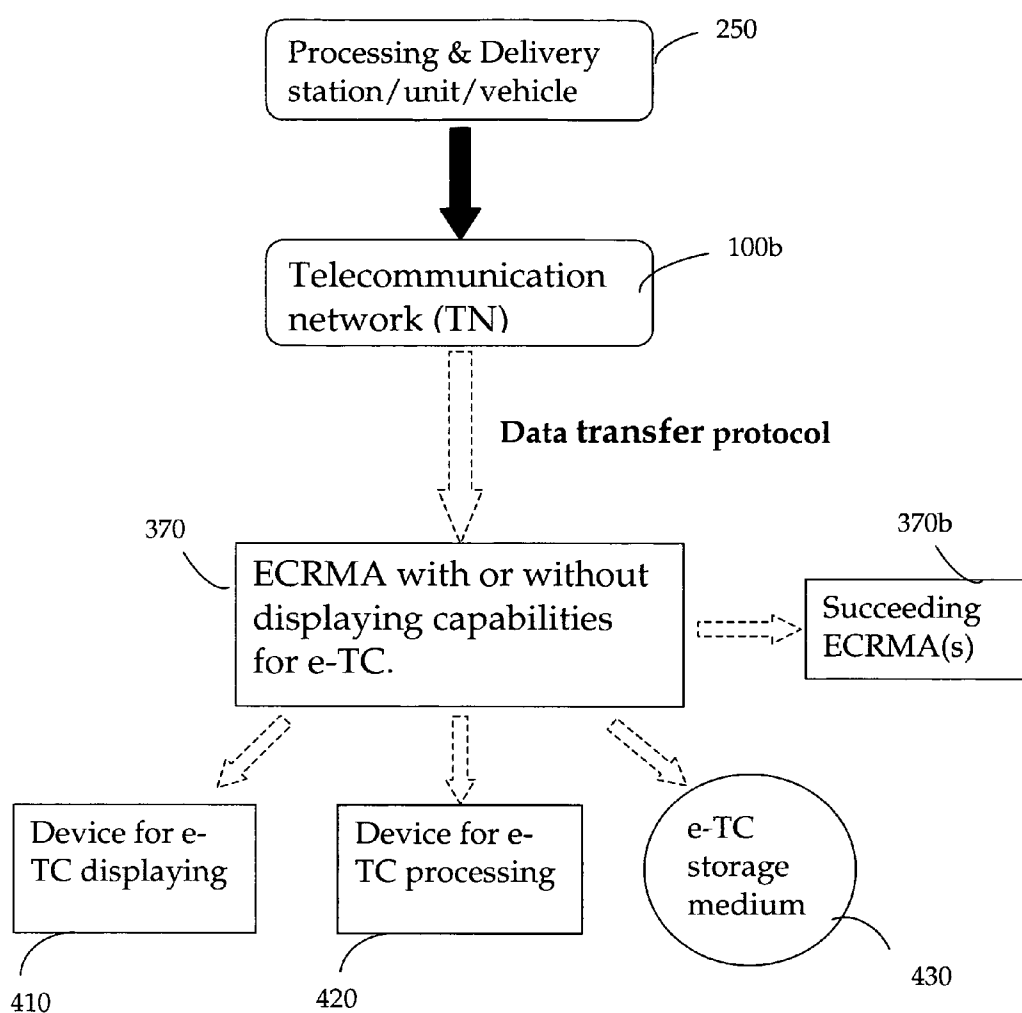 250
Processing & Delivery
station/unit/vehicle
100b
Telecommunication
network (TN)
Data transfer protocol
370
370b
ECRMA with or without
displaying capabilities
for e-TC.
Succeeding
ECRMA(s)
Device for e-
TC displaying
Device for e-
TC processing
e-TC
storage
medium
410
420
430